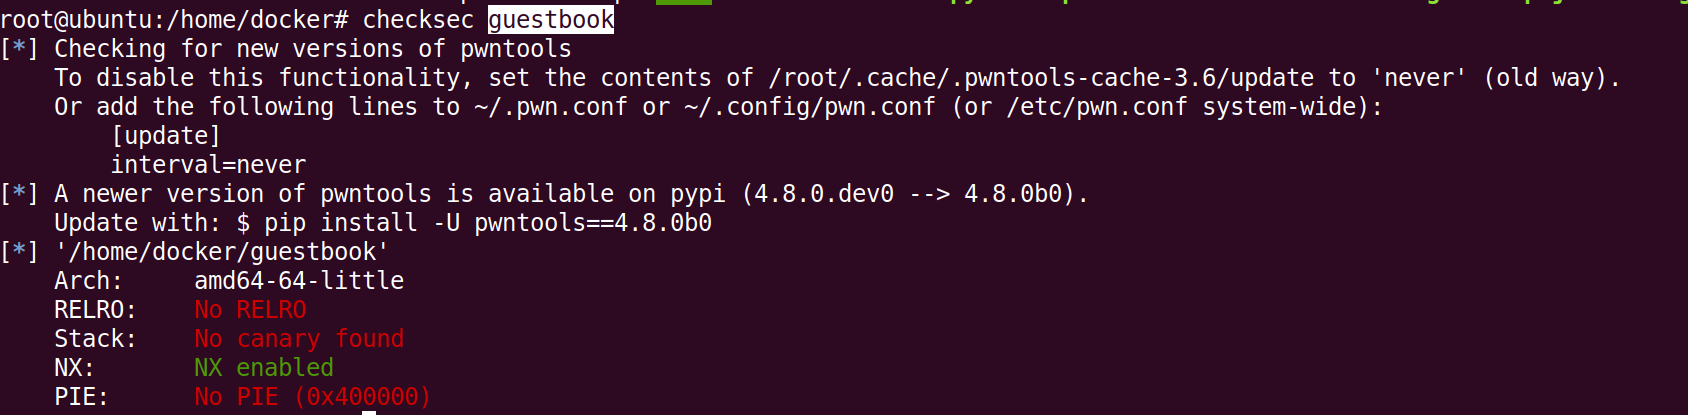 root@ubuntu:/home/docker# checksec guestbook
[*] Checking for new versions of pwntools
    To disable this functionality, set the contents of /root/.cache/.pwntools-cache-3.6/update to 'never' (old way).
    Or add the following lines to ~/.pwn.conf or ~/.config/pwn.conf (or /etc/pwn.conf system-wide):
        [update]
        interval=never
[*] A newer version of pwntools is available on pypi (4.8.0.dev0 --> 4.8.0b0).
    Update with: $ pip install -U pwntools==4.8.0b0
[*] '/home/docker/guestbook'
    Arch:     amd64-64-little
    RELRO:    No RELRO
    Stack:    No canary found
    NX:       NX enabled
    PIE:      No PIE (0x400000)